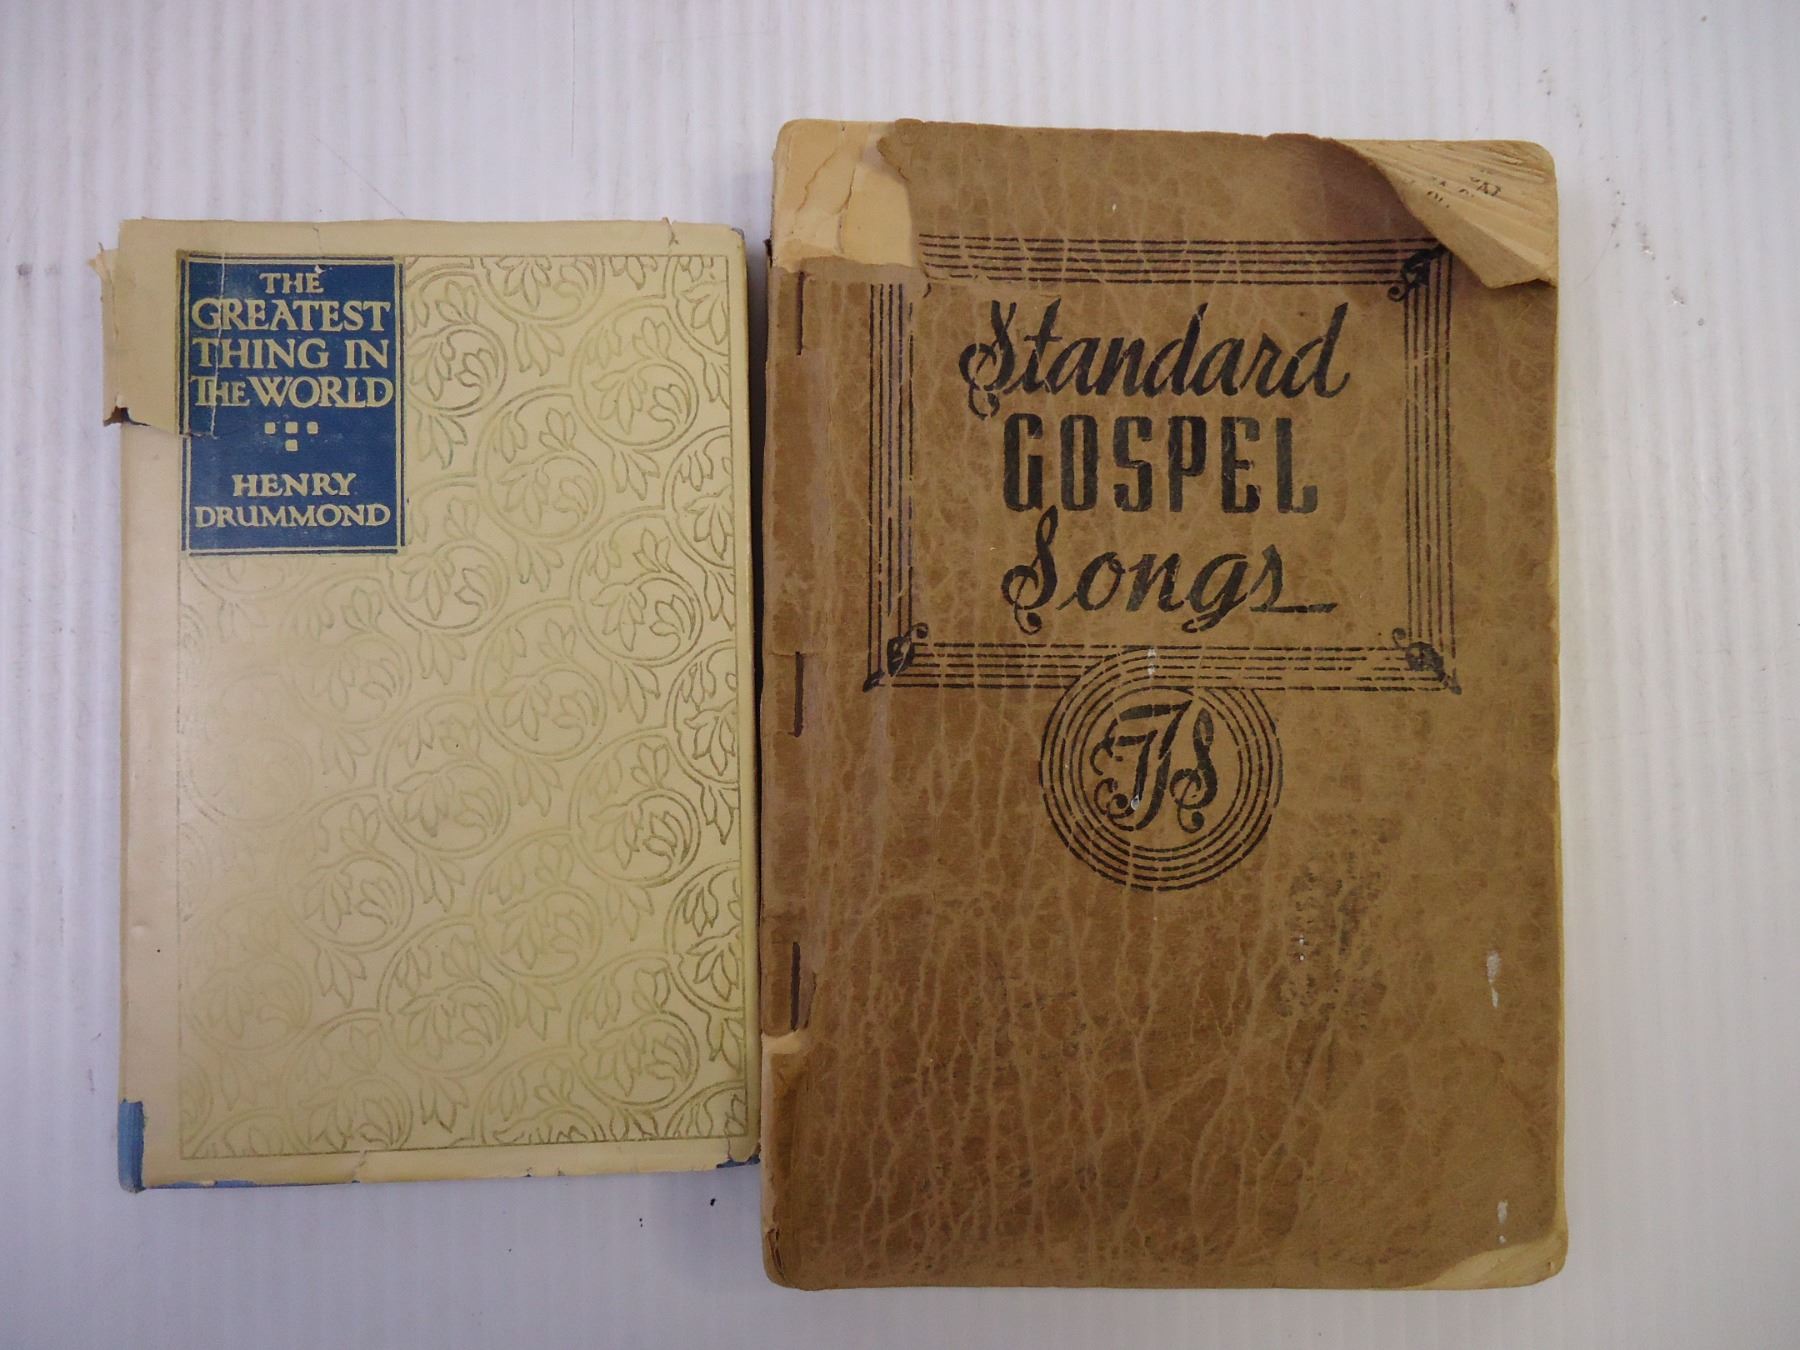 THE
GREATEST
THING IN
THE WORLD
HENRY
DRUMMOND
Standard
GOSPEL
Songs